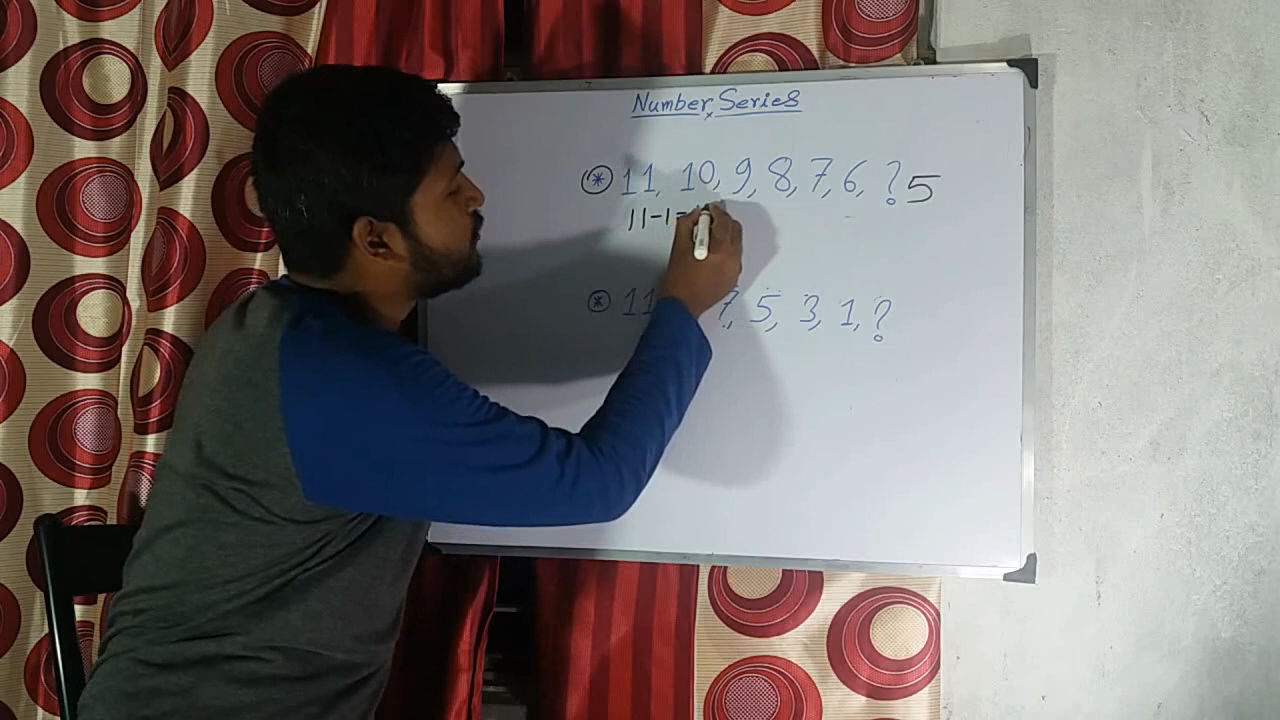 Number Series
* 11, 10, 9, 8, 7, 6, ? 5
11-1=
* 11 7, 5, 3, 1, ?